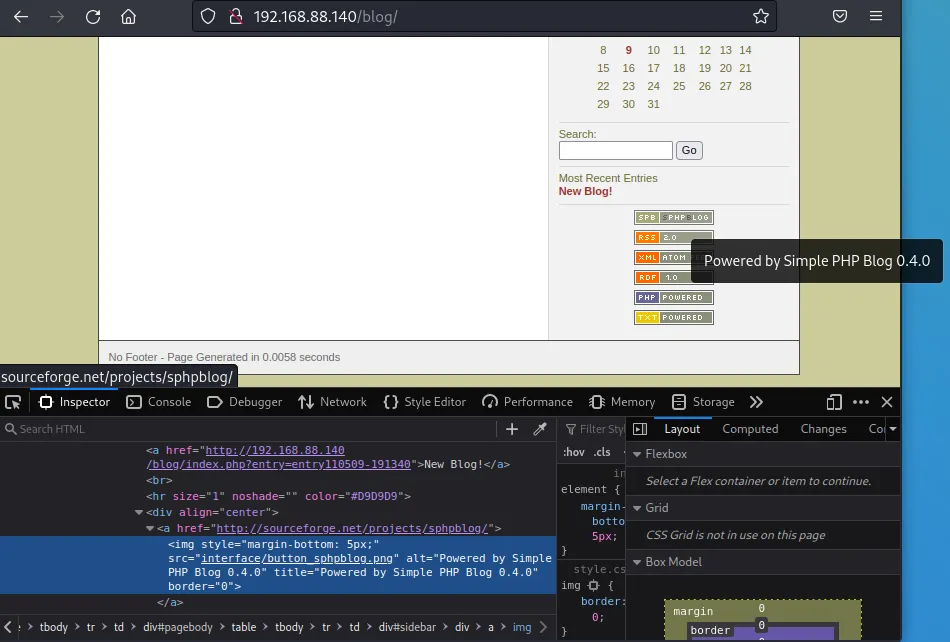 192.168.88.140/blog/
8 9 10 11 12 13 14
15 16 17 18 19 20 21
22 23 24 25 26 27 28
29 30 31
Search:
Go
Most Recent Entries
New Blog!
SPB SPHPBLOG
RSS 2.0
XML ATOM
RDF 1.0
PHP POWERED
TXT POWERED
Powered by Simple PHP Blog 0.4.0
No Footer - Page Generated in 0.0058 seconds
sourceforge.net/projects/sphpblog/
Inspector Console Debugger Network Style Editor Performance Memory Storage
Search HTML
Filter Styl
Layout Computed Changes Co
<a href="http://192.168.88.140
/blog/index.php?entry=entry110509-191340">New Blog!</a>
<br>
<hr size="1" noshade="" color="#D9D9D9">
<div align="center">
<a href="http://sourceforge.net/projects/sphpblog/">
<img style="margin-bottom: 5px;"
src="interface/button_sphpblog.png" alt="Powered by Simple
PHP Blog 0.4.0" title="Powered by Simple PHP Blog 0.4.0"
border="0">
</a>
:hov .cls
in
element {
margin-
botto
5px;
}
style.cs
img {
border:
0;
}
Flexbox
Select a Flex container or item to continue.
Grid
CSS Grid is not in use on this page
Box Model
margin 0
border 0
tbody > tr > td > div#pagebody > table > tbody > tr > td > div#sidebar > div > a > img